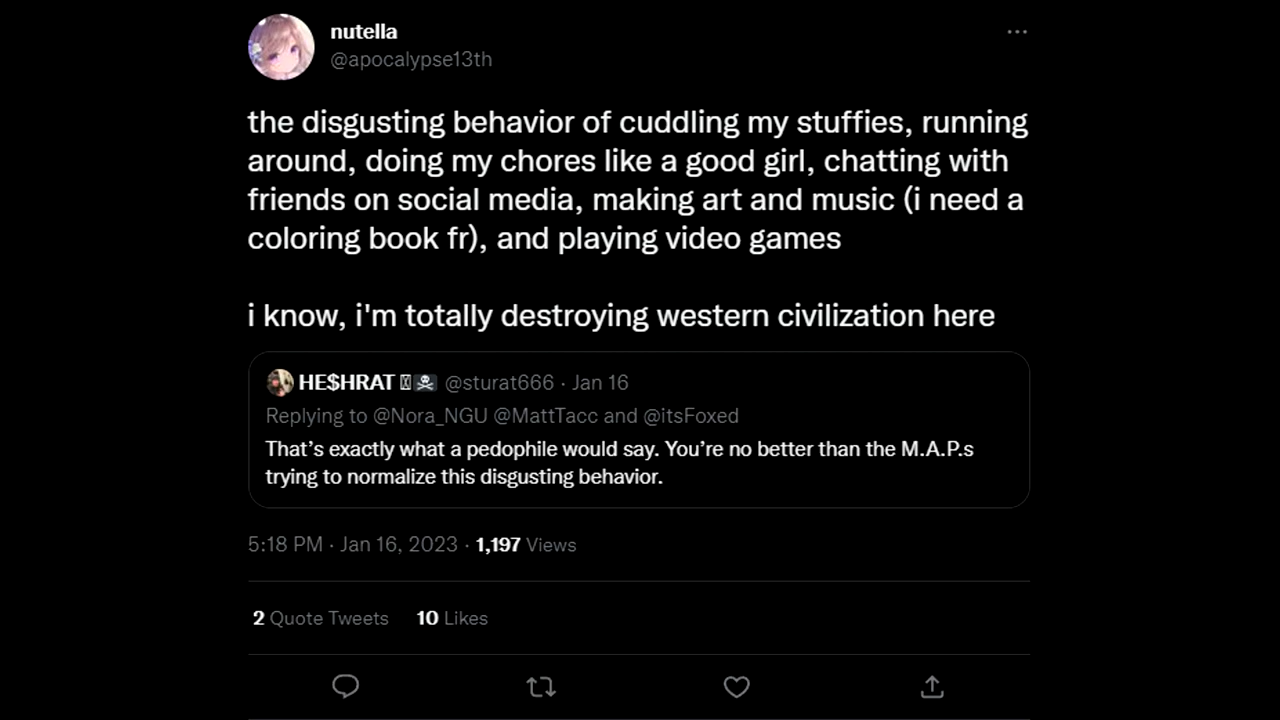 nutella
@apocalypse13th
the disgusting behavior of cuddling my stuffies, running
around, doing my chores like a good girl, chatting with
friends on social media, making art and music (i need a
coloring book fr), and playing video games
i know, i'm totally destroying western civilization here
HE$HRAT @sturat666 · Jan 16
Replying to @Nora_NGU @MattTacc and @itsFoxed
That’s exactly what a pedophile would say. You’re no better than the M.A.P.s
trying to normalize this disgusting behavior.
5:18 PM · Jan 16, 2023 · 1,197 Views
2 Quote Tweets 10 Likes